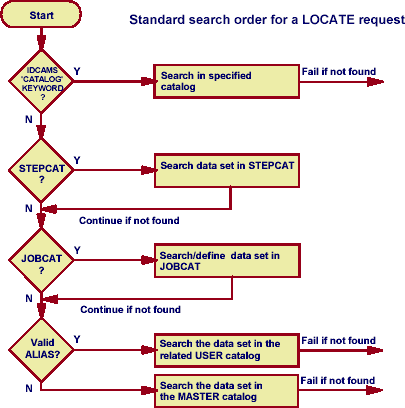 Start
Standard search order for a LOCATE request
IDCAMS
'CATALOG'
KEYWORD
?
Y
Search in specified
catalog
Fail if not found
N
STEPCAT
?
Y
Search data set in STEPCAT
N
Continue if not found
JOBCAT
?
Y
Search/define data set in
JOBCAT
N
Continue if not found
Valid
ALIAS?
Y
Search the data set in the
related USER catalog
Fail if not found
N
Search the data set in
the MASTER catalog
Fail if not found